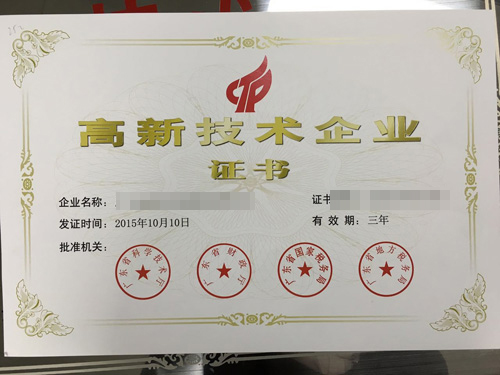 高新技术企业
证书
企业名称:
证书
发证时间: 2015年10月10日
有效期: 三年
批准机关:
广东省科学技术厅
广东省财政厅
广东省国家税务局
广东省地方税务局